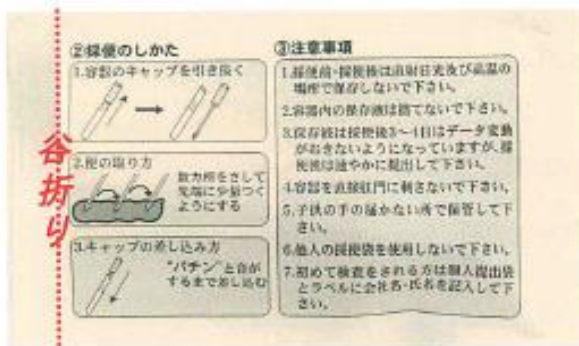 谷折り
②採便のしかた
1.容器のキャップを引き抜く
2.便の取り方
数カ所をさして
先端に少量つく
ようにする
3.キャップの差し込み方
"パチン"と音が
するまで差し込む
③注意事項
1.採便前・採便後は直射日光及び高温の
場所で保存しないで下さい。
2.容器内の保存液は捨てないで下さい。
3.保存液は採便後3〜4日はデータ変動
がおきないようになっていますが、採
便後は速やかに提出して下さい。
4.容器を直接肛門に刺さないで下さい。
5.子供の手の届かない所で保管して下
さい。
6.他人の採便袋を使用しないで下さい。
7.初めて検査をされる方は個人提出袋
とラベルに会社名・氏名を記入して下
さい。